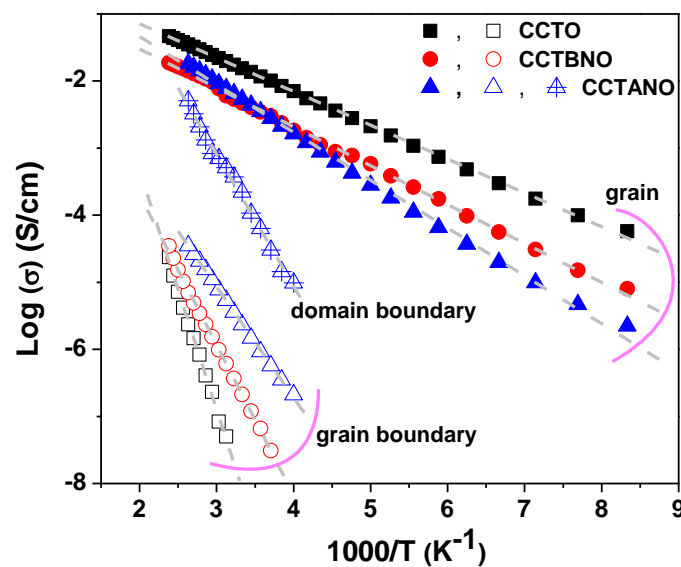 , CCTO
, CCTBNO
, , CCTANO
grain
domain boundary
grain boundary
Log (σ) (S/cm)
-2
-4
-6
-8
2 3 4 5 6 7 8 9
1000/T (K⁻¹)